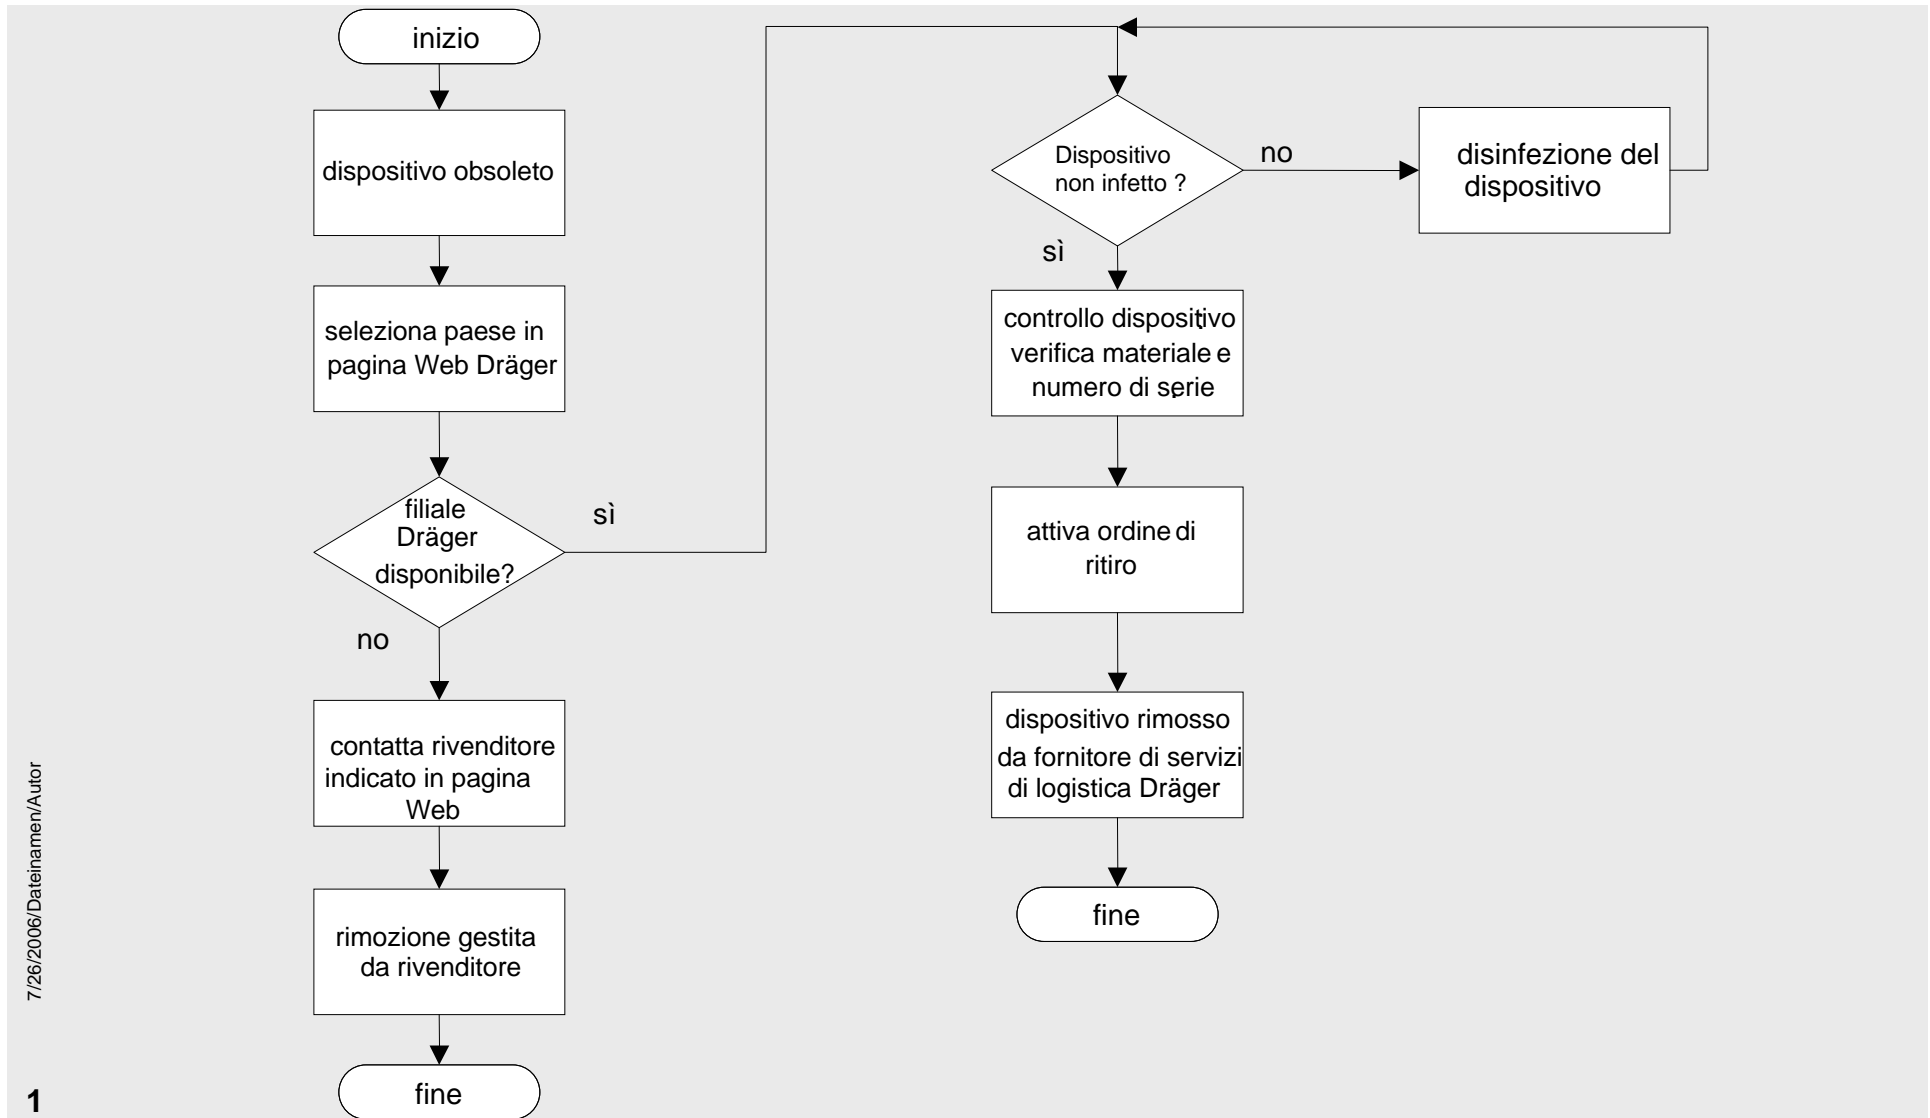 inizio
dispositivo obsoleto
seleziona paese in
pagina Web Dräger
filiale
Dräger
disponibile?
sì
no
contatta rivenditore
indicato in pagina
Web
rimozione gestita
da rivenditore
fine
Dispositivo
non infetto ?
no
disinfezione del
dispositivo
sì
controllo dispositivo
verifica materiale e
numero di serie
attiva ordine di
ritiro
dispositivo rimosso
da fornitore di servizi
di logistica Dräger
fine
7/26/2006/Dateinamen/Autor
1